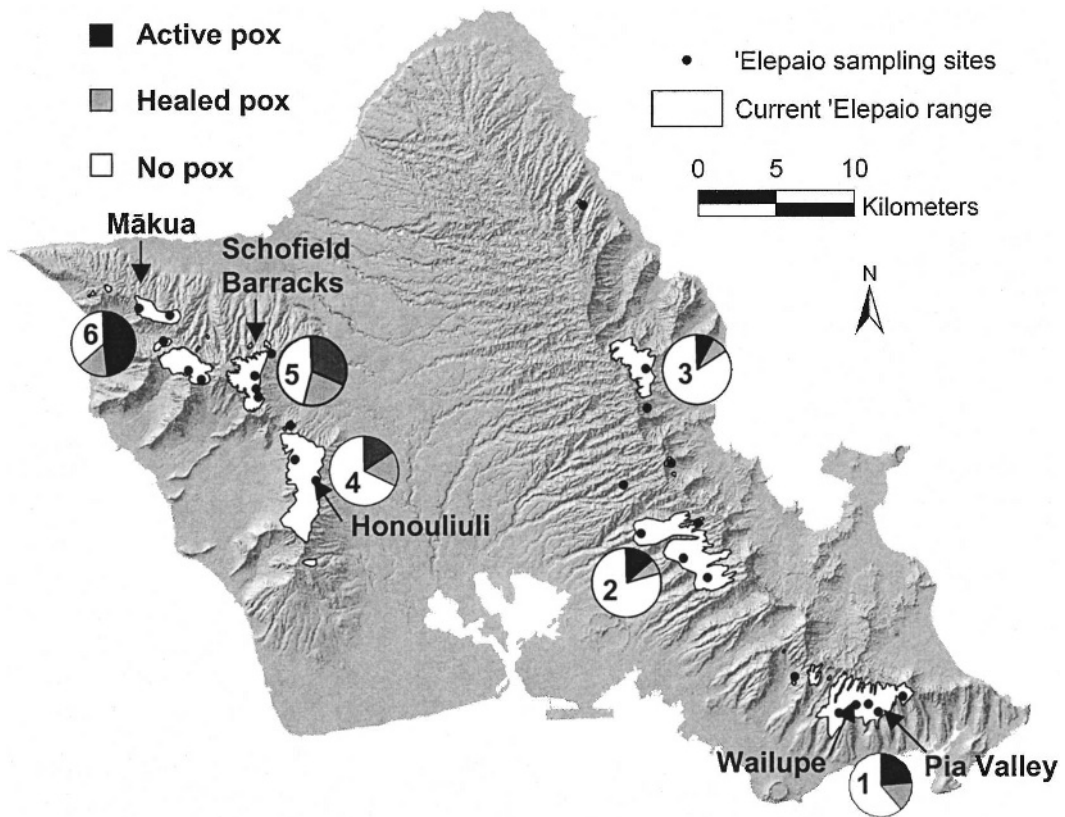 Active pox
Healed pox
No pox
'Elepaio sampling sites
Current 'Elepaio range
0 5 10
Kilometers
N
Mākua
Schofield
Barracks
6
5
3
4
Honouliuli
2
Wailupe
Pia Valley
1